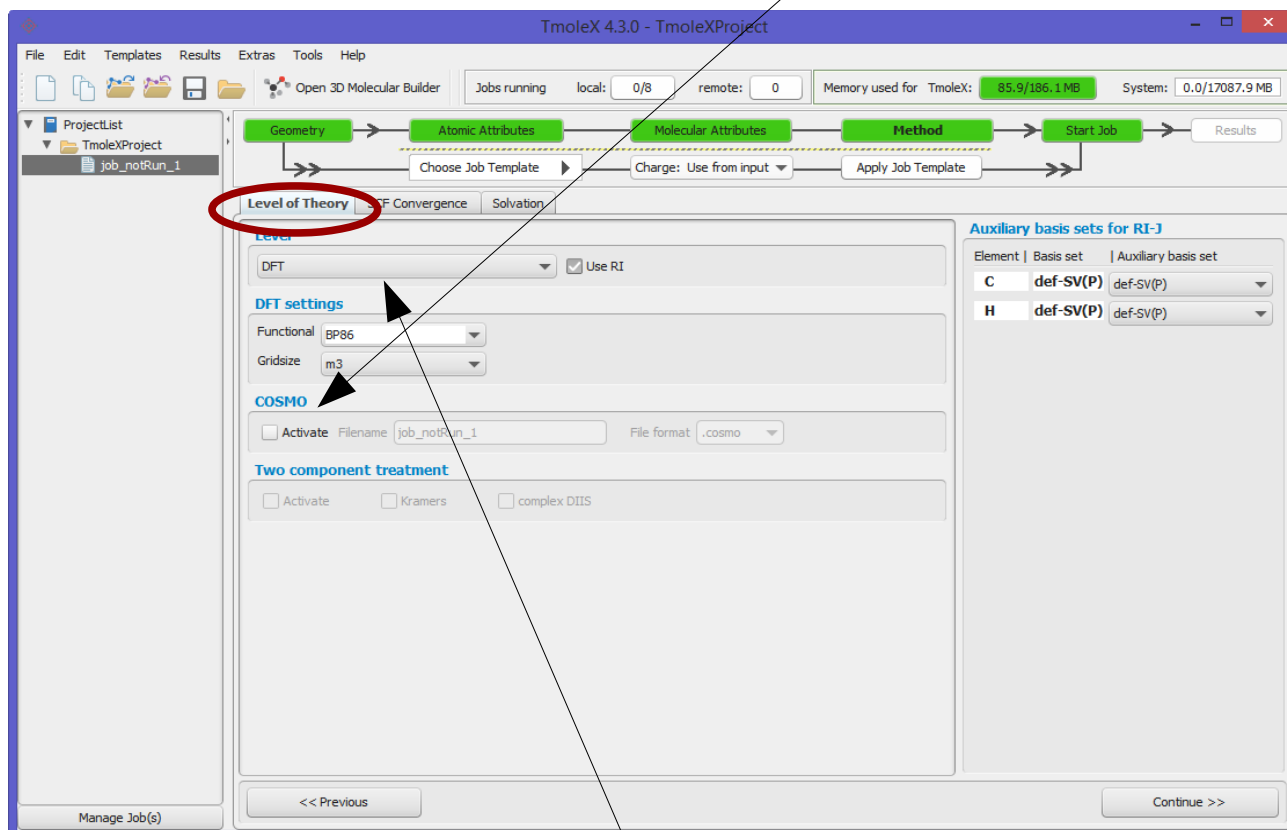 TmoleX 4.3.0 - TmoleXProject
File Edit Templates Results Extras Tools Help
Open 3D Molecular Builder Jobs running local: 0/8 remote: 0 Memory used for TmoleX: 85.9/186.1 MB System: 0.0/17087.9 MB
ProjectList
TmoleXProject
job_notRun_1
Geometry Atomic Attributes Molecular Attributes Method Start Job Results
Choose Job Template Charge: Use from input Apply Job Template
Level of Theory SCF Convergence Solvation
Level
DFT Use RI
DFT settings
Functional BP86
Gridsize m3
COSMO
Activate Filename job_notRun_1 File format .cosmo
Two component treatment
Activate Kramers complex DIIS
Auxiliary basis sets for RI-J
Element | Basis set | Auxiliary basis set
C def-SV(P) def-SV(P)
H def-SV(P) def-SV(P)
<< Previous Continue >>
Manage Job(s)